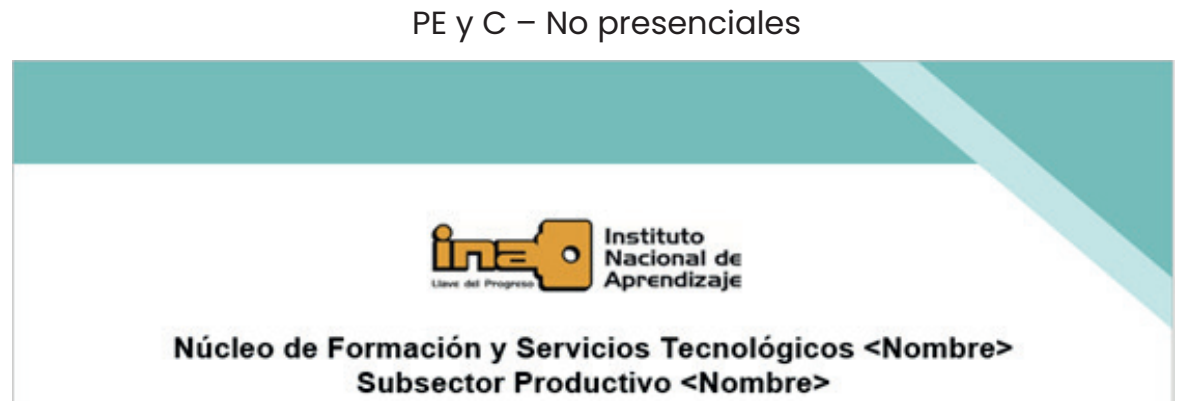 PE y C – No presenciales
ina
Llave del Progreso
Instituto
Nacional de
Aprendizaje
Núcleo de Formación y Servicios Tecnológicos <Nombre>
Subsector Productivo <Nombre>